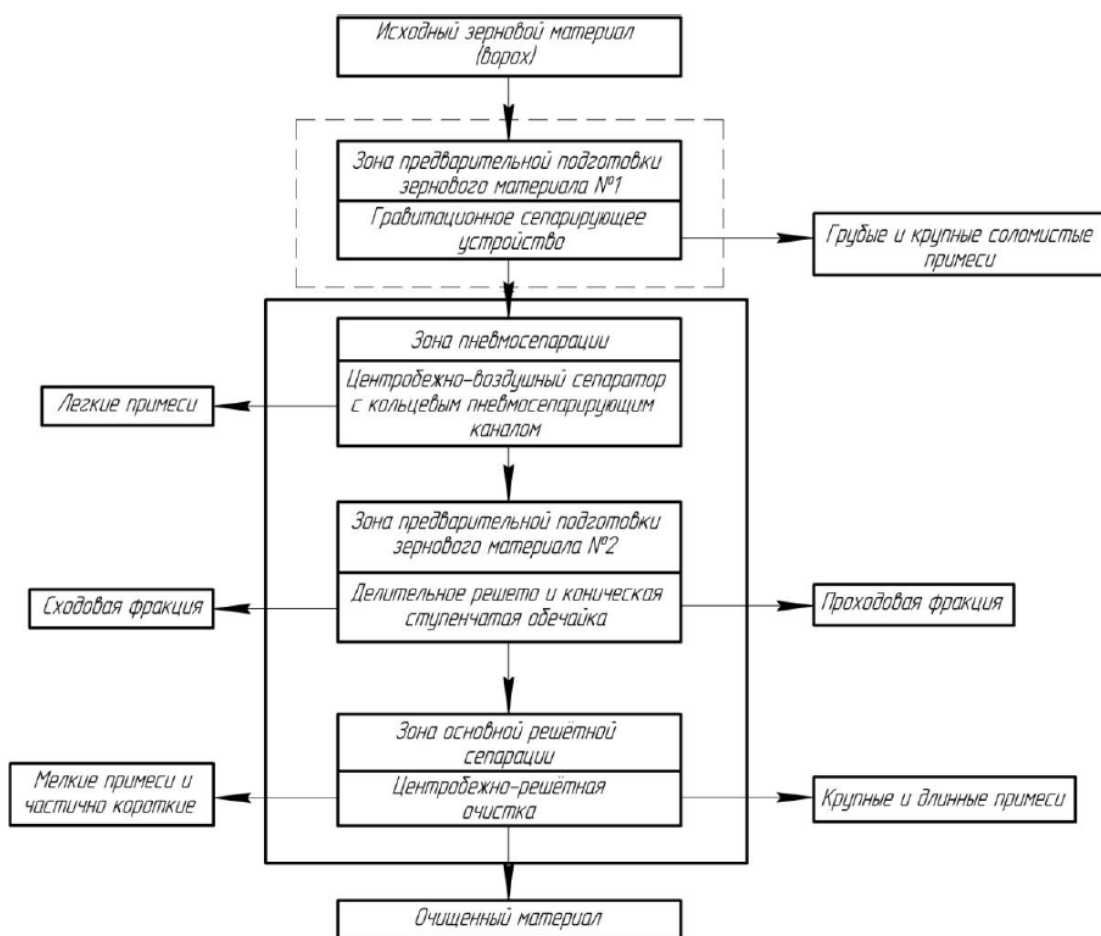 Исходный зерновой материал
(ворох)
Зона предварительной подготовки
зернового материала №1
Гравитационное сепарирующее
устройство
Грубые и крупные соломистые
примеси
Зона пневмосепарации
Центробежно-воздушный сепаратор
с кольцевым пневмосепарирующим
каналом
Легкие примеси
Зона предварительной подготовки
зернового материала №2
Делительное решето и коническая
ступенчатая обечайка
Сходовая фракция
Проходовая фракция
Зона основной решётной
сепарации
Центробежно-решётная
очистка
Мелкие примеси и
частично короткие
Крупные и длинные примеси
Очищенный материал